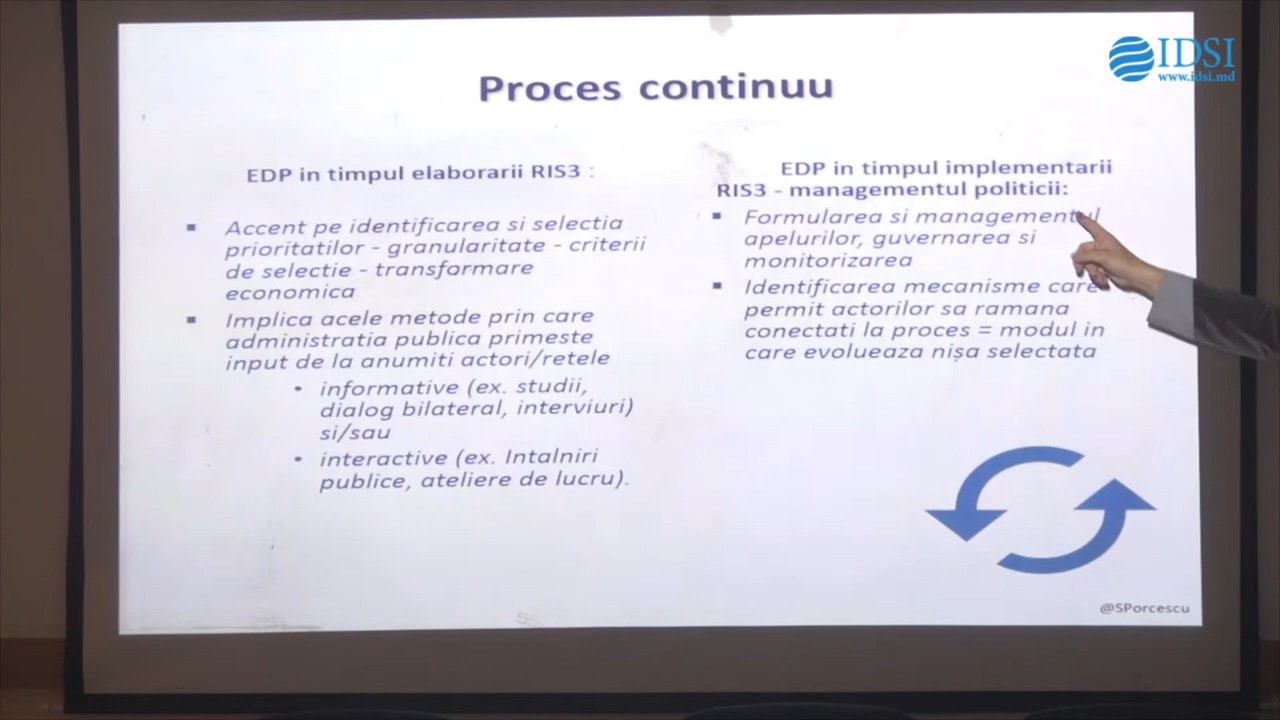 IDSI
www.idsi.md
Proces continuu
EDP in timpul elaborarii RIS3 :
Accent pe identificarea si selectia
prioritatilor - granularitate - criterii
de selectie - transformare
economica
Implica acele metode prin care
administratia publica primeste
input de la anumiti actori/retele
informative (ex. studii,
dialog bilateral, interviuri)
si/sau
interactive (ex. Intalniri
publice, ateliere de lucru).
EDP in timpul implementarii
RIS3 - managementul politicii:
Formularea si managementul
apelurilor, guvernarea si
monitorizarea
Identificarea mecanisme care
permit actorilor sa ramana
conectati la proces = modul in
care evolueaza nișa selectata
@SPorcescu